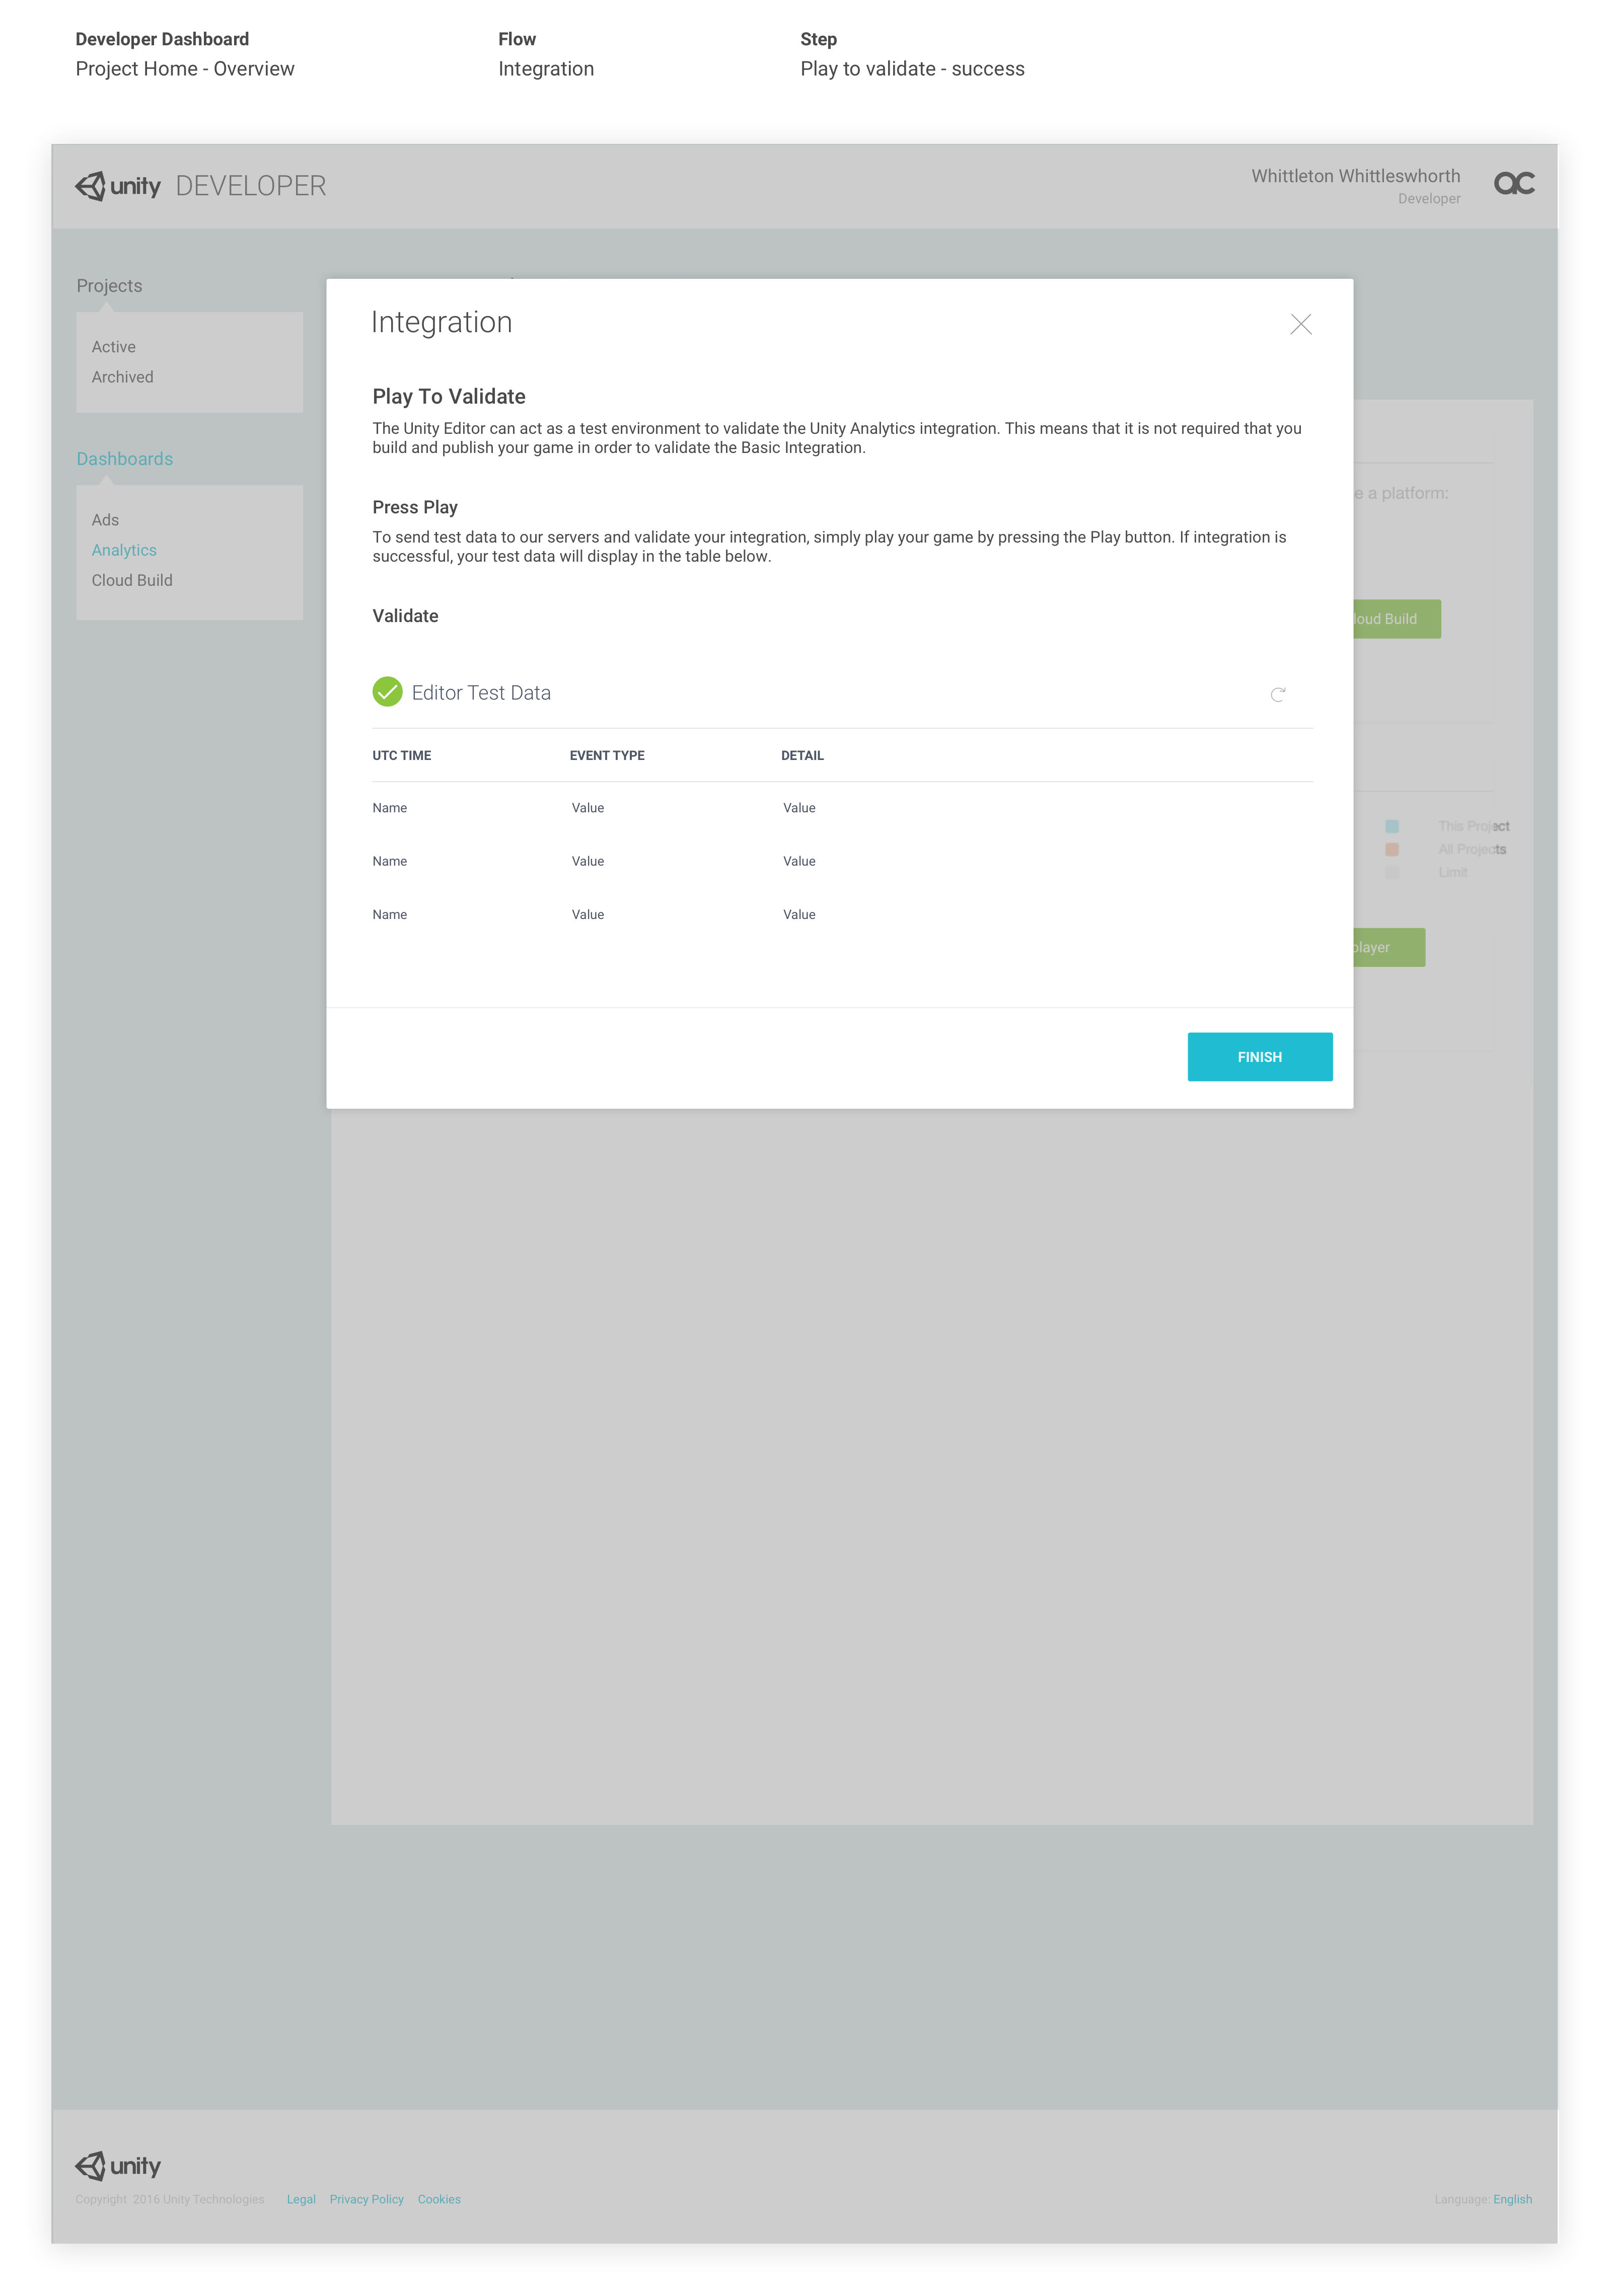 Developer Dashboard
Project Home - Overview
Flow
Integration
Step
Play to validate - success
unity DEVELOPER
Whittleton Whittleswhorth
Developer
Projects
Active
Archived
Dashboards
Ads
Analytics
Cloud Build
Integration
Play To Validate
The Unity Editor can act as a test environment to validate the Unity Analytics integration. This means that it is not required that you
build and publish your game in order to validate the Basic Integration.
Press Play
To send test data to our servers and validate your integration, simply play your game by pressing the Play button. If integration is
successful, your test data will display in the table below.
Validate
Editor Test Data
UTC TIME EVENT TYPE DETAIL
Name Value Value
Name Value Value
Name Value Value
FINISH
a platform:
Build
This Project
All Projects
Limit
player
unity
Copyright 2016 Unity Technologies Legal Privacy Policy Cookies
Language: English